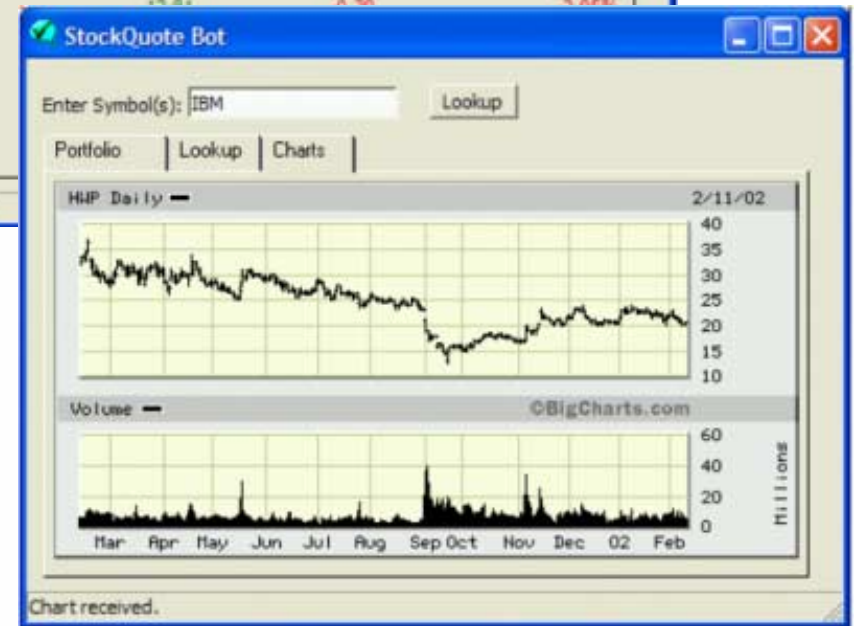 StockQuote Bot
Enter Symbol(s): IBM Lookup
Portfolio Lookup Charts
HWP Daily 2/11/02
40
35
30
25
20
15
10
Volume ©BigCharts.com
60
40
20
0
Millions
Mar Apr May Jun Jul Aug Sep Oct Nov Dec 02 Feb
Chart received.